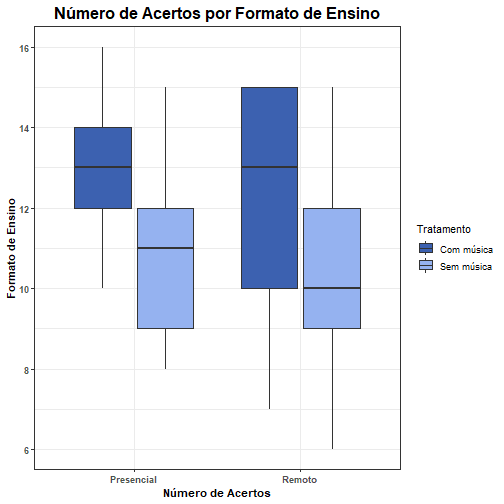 Número de Acertos por Formato de Ensino
16
14
12
10
8
6
Formato de Ensino
Presencial
Remoto
Número de Acertos
Tratamento
Com música
Sem música